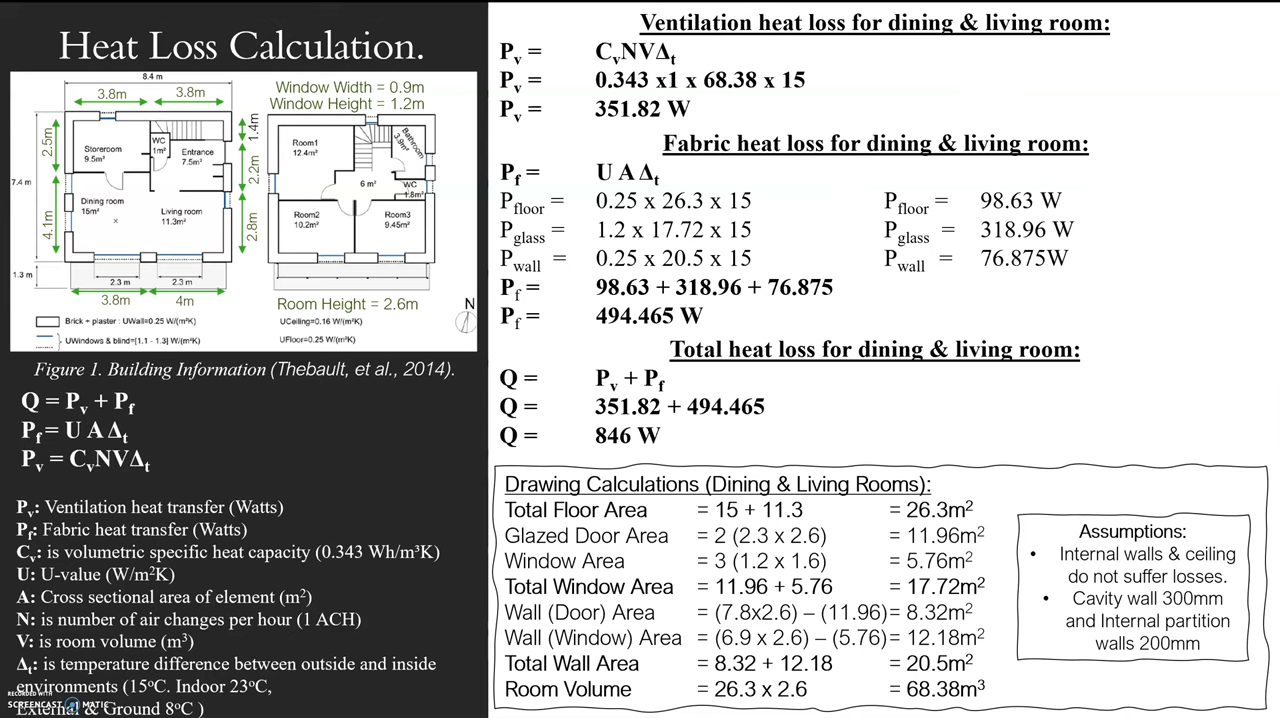 Heat Loss Calculation.
8.4 m
3.8m 3.8m
Window Width = 0.9m
Window Height = 1.2m
2.5m
7.4 m
4.1m
1.3 m
Storeroom
9.5m²
WC
1m²
Entrance
7.5m²
Dining room
15m²
Living room
11.3m²
1.4m
2.2m
2.8m
2.3 m 2.3 m
3.8m 4m
Room1
12.4m²
Bathroom
3.9m²
6 m²
WC
1.8m²
Room2
10.2m²
Room3
9.45m²
Room Height = 2.6m
N
Brick + plaster : UWall=0.25 W/(m²K)
UCeiling=0.16 W/(m²K)
UWindows & blind=[1.1 - 1.3] W/(m²K)
UFloor=0.25 W/(m²K)
Figure 1. Building Information (Thebault, et al., 2014).
Q = Pv + Pf
Pf = U A Δt
Pv = CvNVΔt
Pv: Ventilation heat transfer (Watts)
Pf: Fabric heat transfer (Watts)
Cv: is volumetric specific heat capacity (0.343 Wh/m³K)
U: U-value (W/m²K)
A: Cross sectional area of element (m²)
N: is number of air changes per hour (1 ACH)
V: is room volume (m³)
Δt: is temperature difference between outside and inside
environments (15ºC. Indoor 23ºC,
External & Ground 8ºC )
RECORDED WITH
SCREENCAST MATIC
Ventilation heat loss for dining & living room:
Pv = CvNVΔt
Pv = 0.343 x1 x 68.38 x 15
Pv = 351.82 W
Fabric heat loss for dining & living room:
Pf = U A Δt
Pfloor = 0.25 x 26.3 x 15 Pfloor = 98.63 W
Pglass = 1.2 x 17.72 x 15 Pglass = 318.96 W
Pwall = 0.25 x 20.5 x 15 Pwall = 76.875W
Pf = 98.63 + 318.96 + 76.875
Pf = 494.465 W
Total heat loss for dining & living room:
Q = Pv + Pf
Q = 351.82 + 494.465
Q = 846 W
Drawing Calculations (Dining & Living Rooms):
Total Floor Area = 15 + 11.3 = 26.3m²
Glazed Door Area = 2 (2.3 x 2.6) = 11.96m²
Window Area = 3 (1.2 x 1.6) = 5.76m²
Total Window Area = 11.96 + 5.76 = 17.72m²
Wall (Door) Area = (7.8x2.6) – (11.96) = 8.32m²
Wall (Window) Area = (6.9 x 2.6) – (5.76) = 12.18m²
Total Wall Area = 8.32 + 12.18 = 20.5m²
Room Volume = 26.3 x 2.6 = 68.38m³
Assumptions:
• Internal walls & ceiling
do not suffer losses.
• Cavity wall 300mm
and Internal partition
walls 200mm